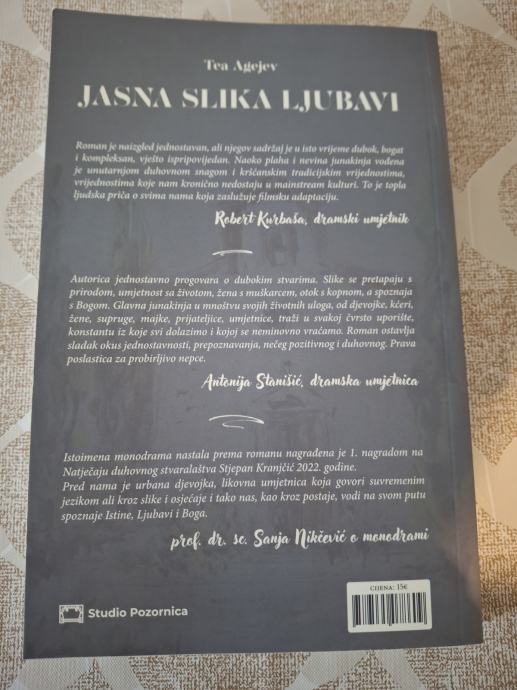 Tea Agejev
JASNA SLIKA LJUBAVI
Roman je naizgled jednostavan, ali njegov sadržaj je u isto vrijeme dubok, bogat
i kompleksan, vješto ispripovijedan. Naoko plaha i nevina junakinja vođena
je unutarnjom duhovnom snagom i kršćanskim tradicijskim vrijednostima,
vrijednostima koje nam kronično nedostaju u mainstream kulturi. To je topla
ljudska priča o svima nama koja zaslužuje filmsku adaptaciju.
Robert Kurbaša, dramski umjetnik
Autorica jednostavno progovara o dubokim stvarima. Slike se pretapaju s
prirodom, umjetnost sa životom, žena s muškarcem, otok s kopnom, a spoznaja
s Bogom. Glavna junakinja u mnoštvu svojih životnih uloga, od djevojke, kćeri,
žene, supruge, majke, prijateljice, umjetnice, traži u svakoj čvrsto uporište,
konstantu iz koje svi dolazimo i kojoj se neminovno vraćamo. Roman ostavlja
sladak okus jednostavnosti, prepoznavanja, nečeg pozitivnog i duhovnog. Prava
poslastica za probirljivo nepce.
Antonija Stanišić, dramska umjetnica
Istoimena monodrama nastala prema romanu nagrađena je 1. nagradom na
Natječaju duhovnog stvaralaštva Stjepan Kranjčić 2022. godine.
Pred nama je urbana djevojka, likovna umjetnica koja govori suvremenim
jezikom ali kroz slike i osjećaje i tako nas, kao kroz postaje, vodi na svom putu
spoznaje Istine, Ljubavi i Boga.
prof. dr. sc. Sanja Nikčević o monodrami
CIJENA: 15€
Studio Pozornica